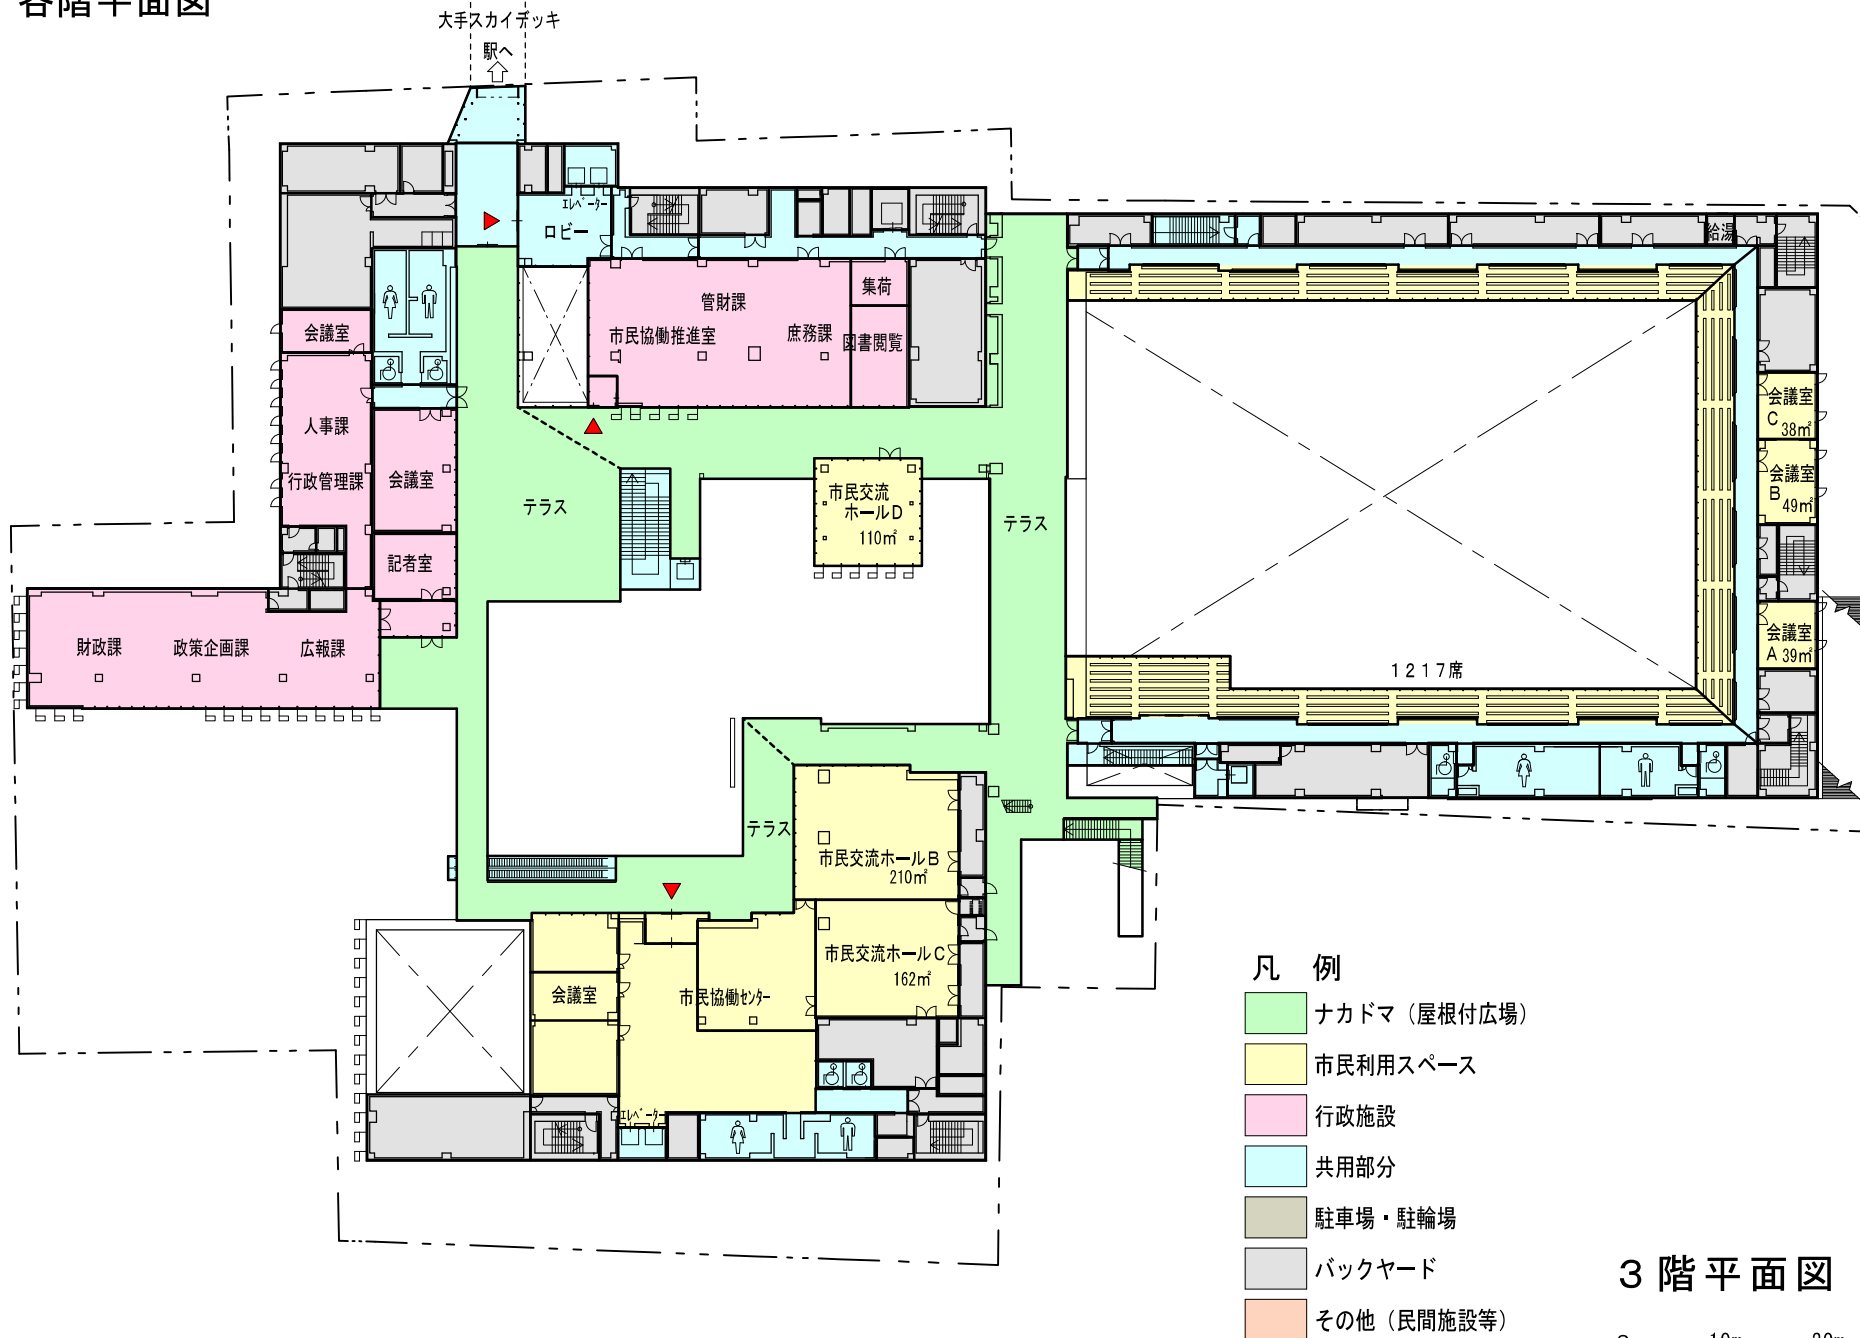 各階平面図
大手スカイデッキ
駅へ
エレベーター
ロビー
給湯
管財課
集荷
市民協働推進室
庶務課
図書閲覧
会議室
人事課
行政管理課
会議室
記者室
財政課
政策企画課
広報課
テラス
市民交流
ホールD
110㎡
テラス
会議室
C 38㎡
会議室
B 49㎡
会議室
A 39㎡
1217席
テラス
市民交流ホールB
210㎡
市民交流ホールC
162㎡
会議室
市民協働センター
エレベーター
凡 例
ナカドマ（屋根付広場）
市民利用スペース
行政施設
共用部分
駐車場・駐輪場
バックヤード
その他（民間施設等）
3階平面図